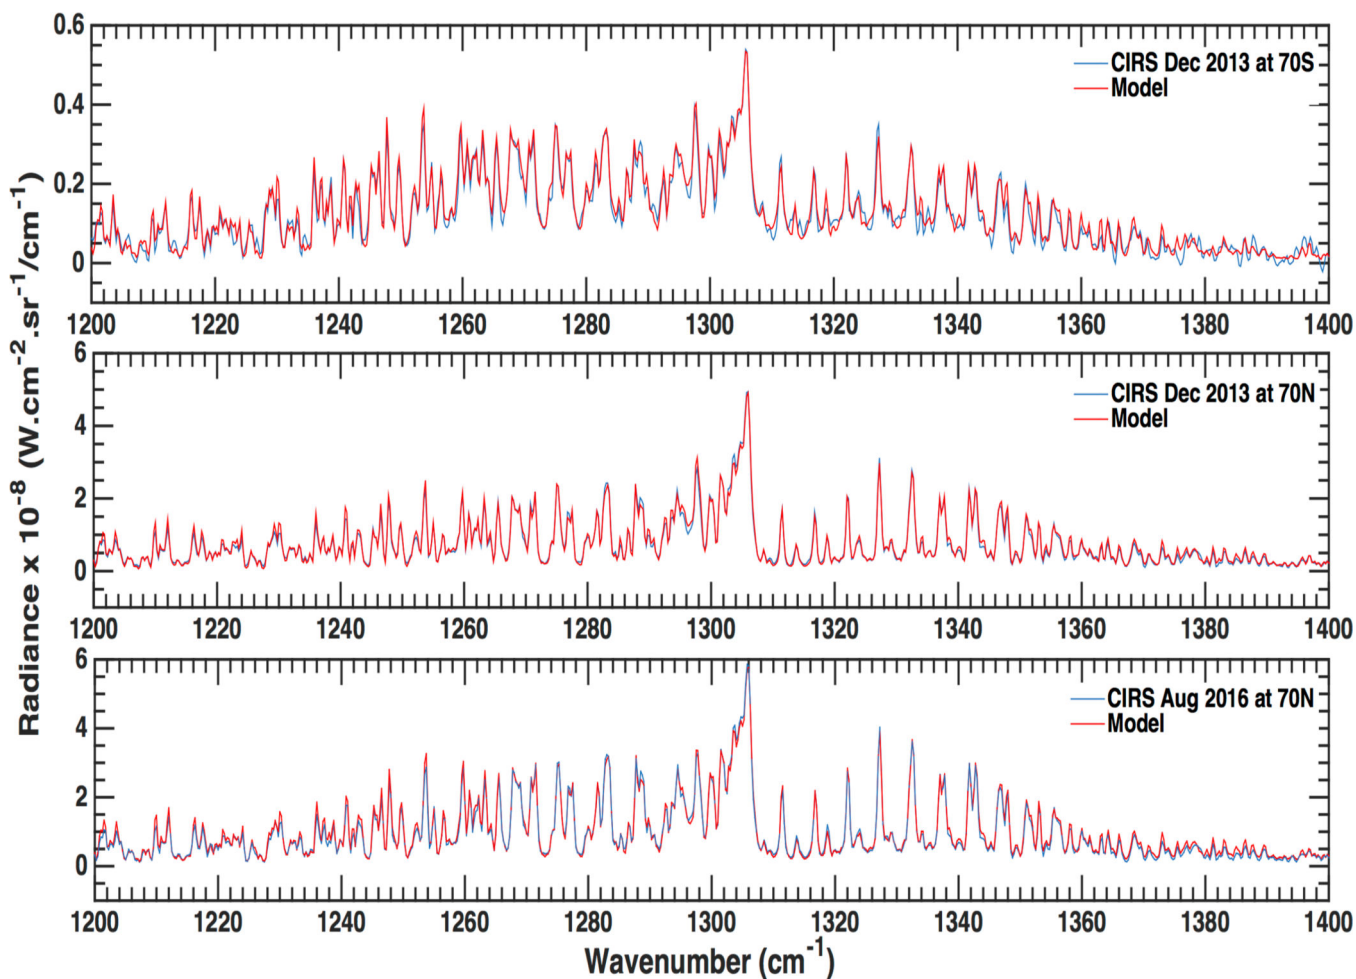 0.6
CIRS Dec 2013 at 70S
Model
0.4
0.2
0
1200 1220 1240 1260 1280 1300 1320 1340 1360 1380 1400
6
CIRS Dec 2013 at 70N
Model
4
2
0
1200 1220 1240 1260 1280 1300 1320 1340 1360 1380 1400
6
CIRS Aug 2016 at 70N
Model
4
2
0
1200 1220 1240 1260 1280 1300 1320 1340 1360 1380 1400
Radiance x 10⁻⁸ (W.cm⁻².sr⁻¹/cm⁻¹)
Wavenumber (cm⁻¹)